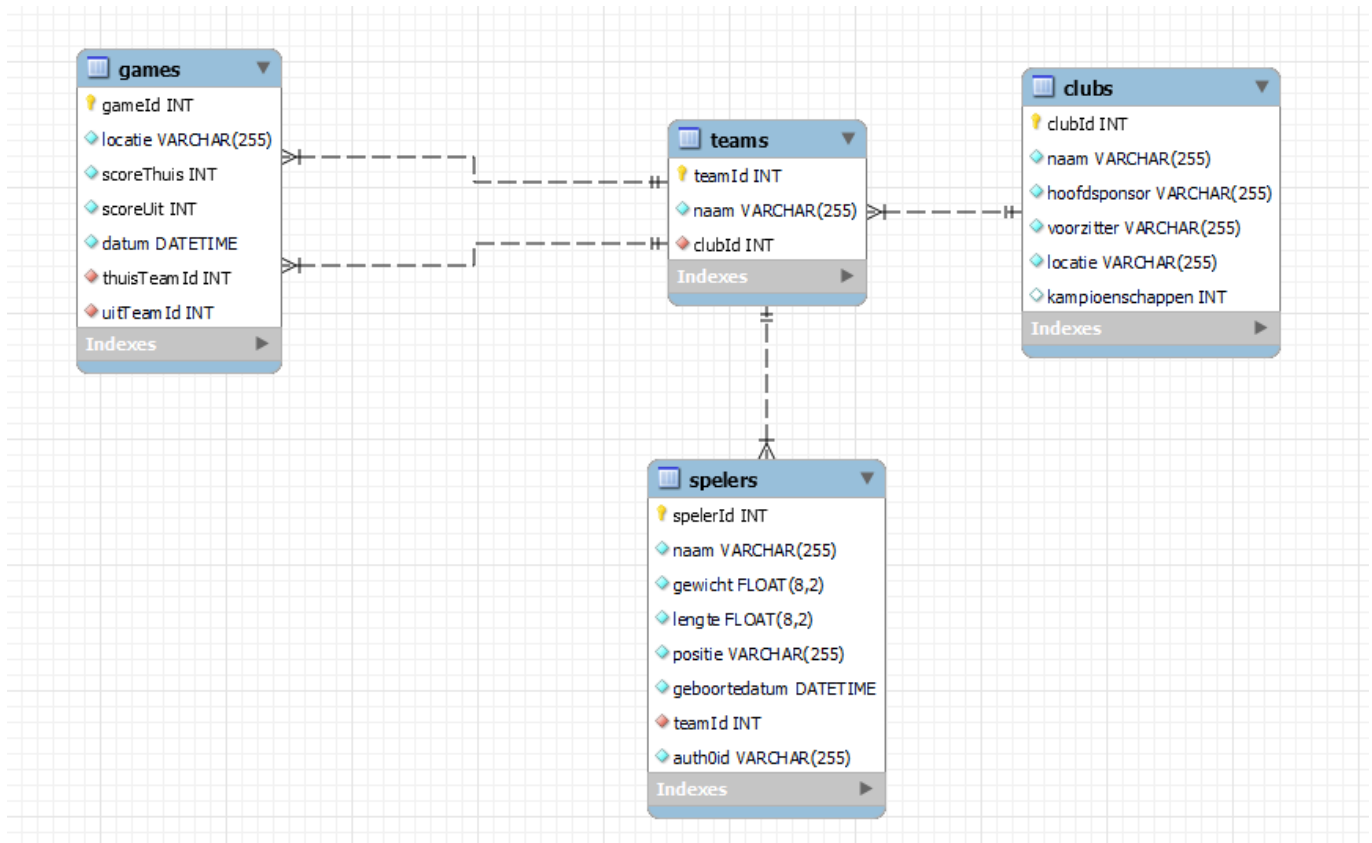 games
gameId INT
locatie VARCHAR(255)
scoreThuis INT
scoreUit INT
datum DATETIME
thuisTeamId INT
uitTeamId INT
Indexes
teams
teamId INT
naam VARCHAR(255)
clubId INT
Indexes
clubs
clubId INT
naam VARCHAR(255)
hoofdsponsor VARCHAR(255)
voorzitter VARCHAR(255)
locatie VARCHAR(255)
kampioenschappen INT
Indexes
spelers
spelerId INT
naam VARCHAR(255)
gewicht FLOAT(8,2)
lengte FLOAT(8,2)
positie VARCHAR(255)
geboortedatum DATETIME
teamId INT
auth0id VARCHAR(255)
Indexes